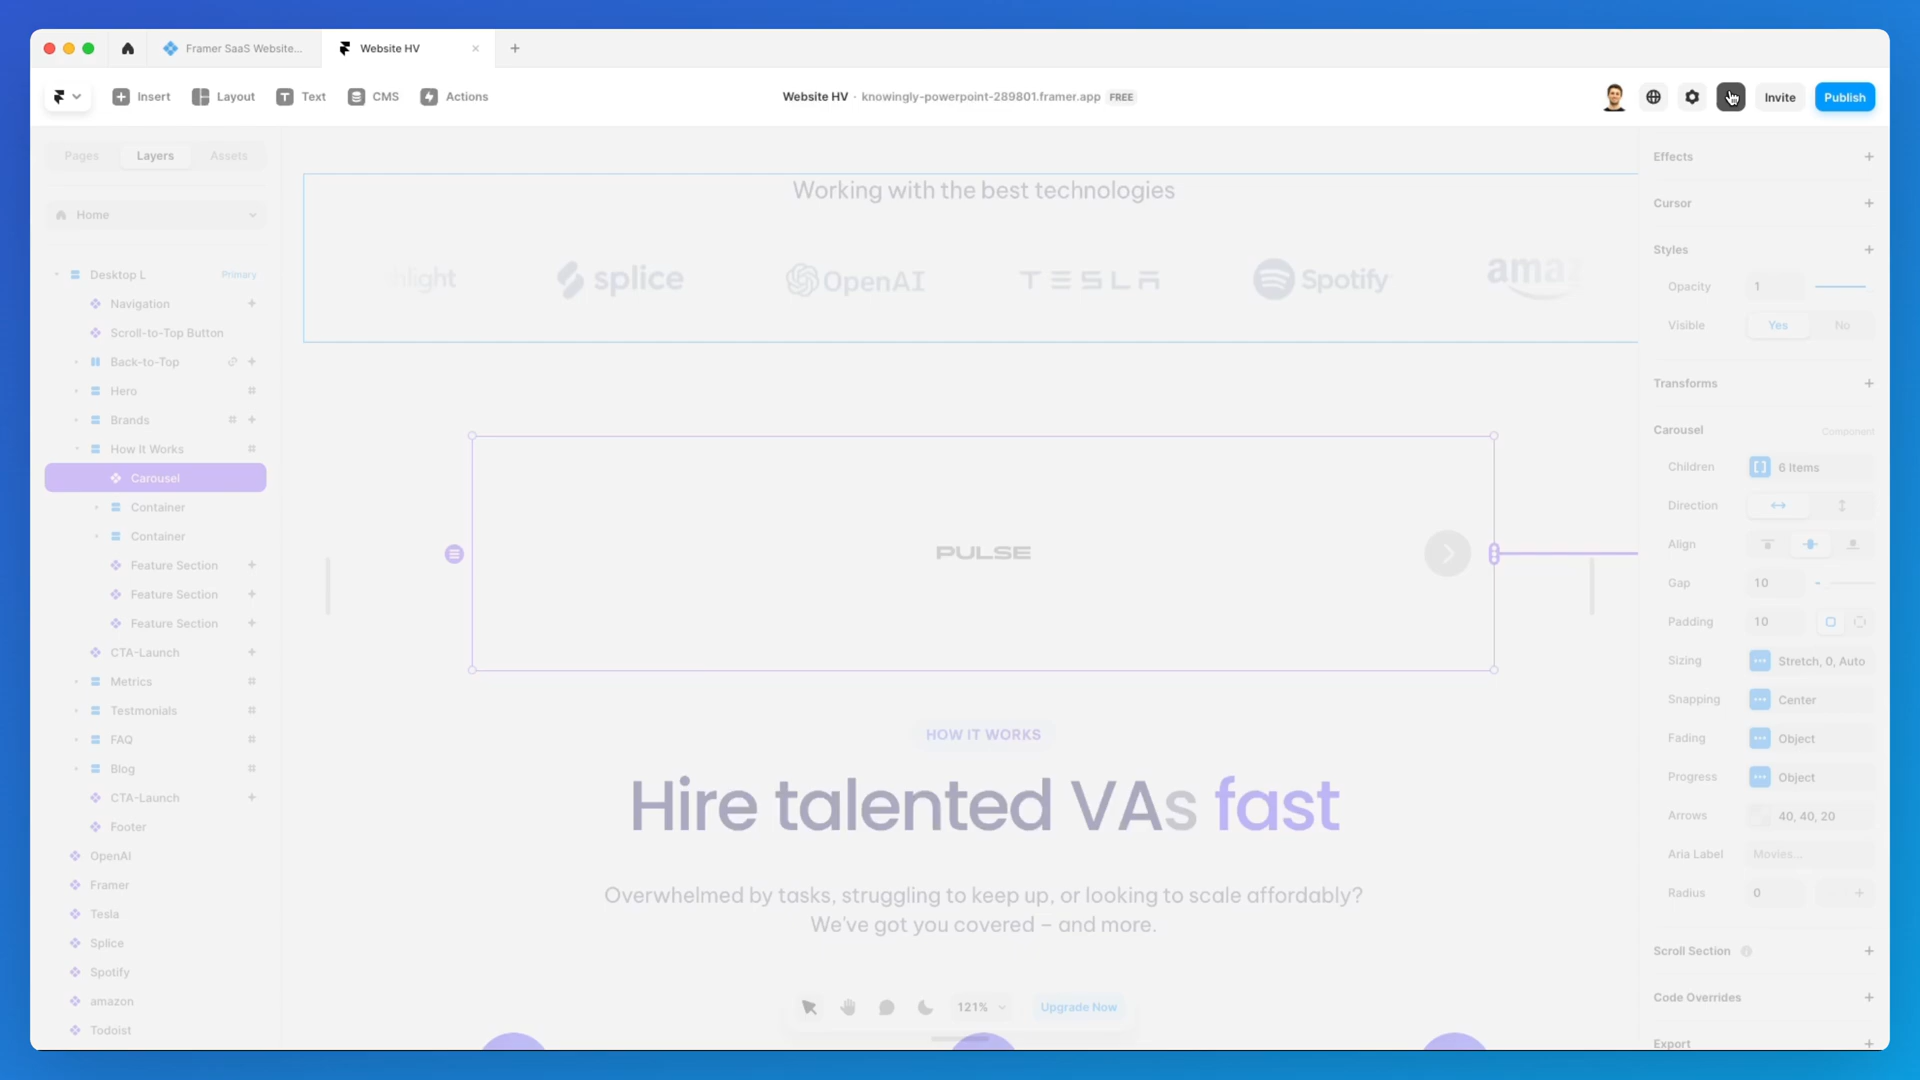 Framer SaaS Website...
Website HV
Insert
Layout
Text
CMS
Actions
Website HV · knowingly-powerpoint-289801.framer.app FREE
Invite
Publish
Pages
Layers
Assets
Home
Desktop L
Primary
Navigation
Scroll-to-Top Button
Back-to-Top
Hero
Brands
How It Works
Carousel
Container
Container
Feature Section
Feature Section
Feature Section
CTA-Launch
Metrics
Testmonials
FAQ
Blog
CTA-Launch
Footer
OpenAI
Framer
Tesla
Splice
Spotify
amazon
Todoist
Working with the best technologies
hlight
splice
OpenAI
TESLA
Spotify
amaz
PULSE
HOW IT WORKS
Hire talented VAs fast
Overwhelmed by tasks, struggling to keep up, or looking to scale affordably?
We've got you covered – and more.
121%
Upgrade Now
Effects
Cursor
Styles
Opacity
1
Visible
Yes
No
Transforms
Carousel
Component
Children
6 Items
Direction
Align
Gap
10
Padding
10
Sizing
Stretch, 0, Auto
Snapping
Center
Fading
Object
Progress
Object
Arrows
40, 40, 20
Aria Label
Movies...
Radius
0
Scroll Section
Code Overrides
Export